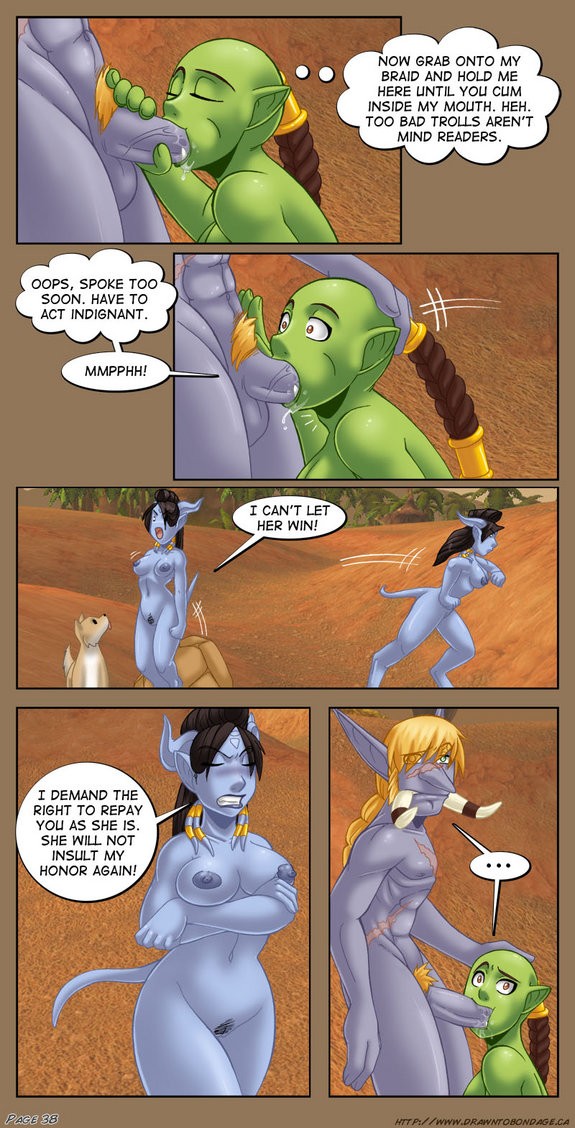 NOW GRAB ONTO MY
BRAID AND HOLD ME
HERE UNTIL YOU CUM
INSIDE MY MOUTH. HEH.
TOO BAD TROLLS AREN'T
MIND READERS.
OOPS, SPOKE TOO
SOON. HAVE TO
ACT INDIGNANT.
MMPPHH!
I CAN'T LET
HER WIN!
I DEMAND THE
RIGHT TO REPAY
YOU AS SHE IS.
SHE WILL NOT
INSULT MY
HONOR AGAIN!
...
PAGE 38
HTTP://WWW.DRAWNTOBONDAGE.CA